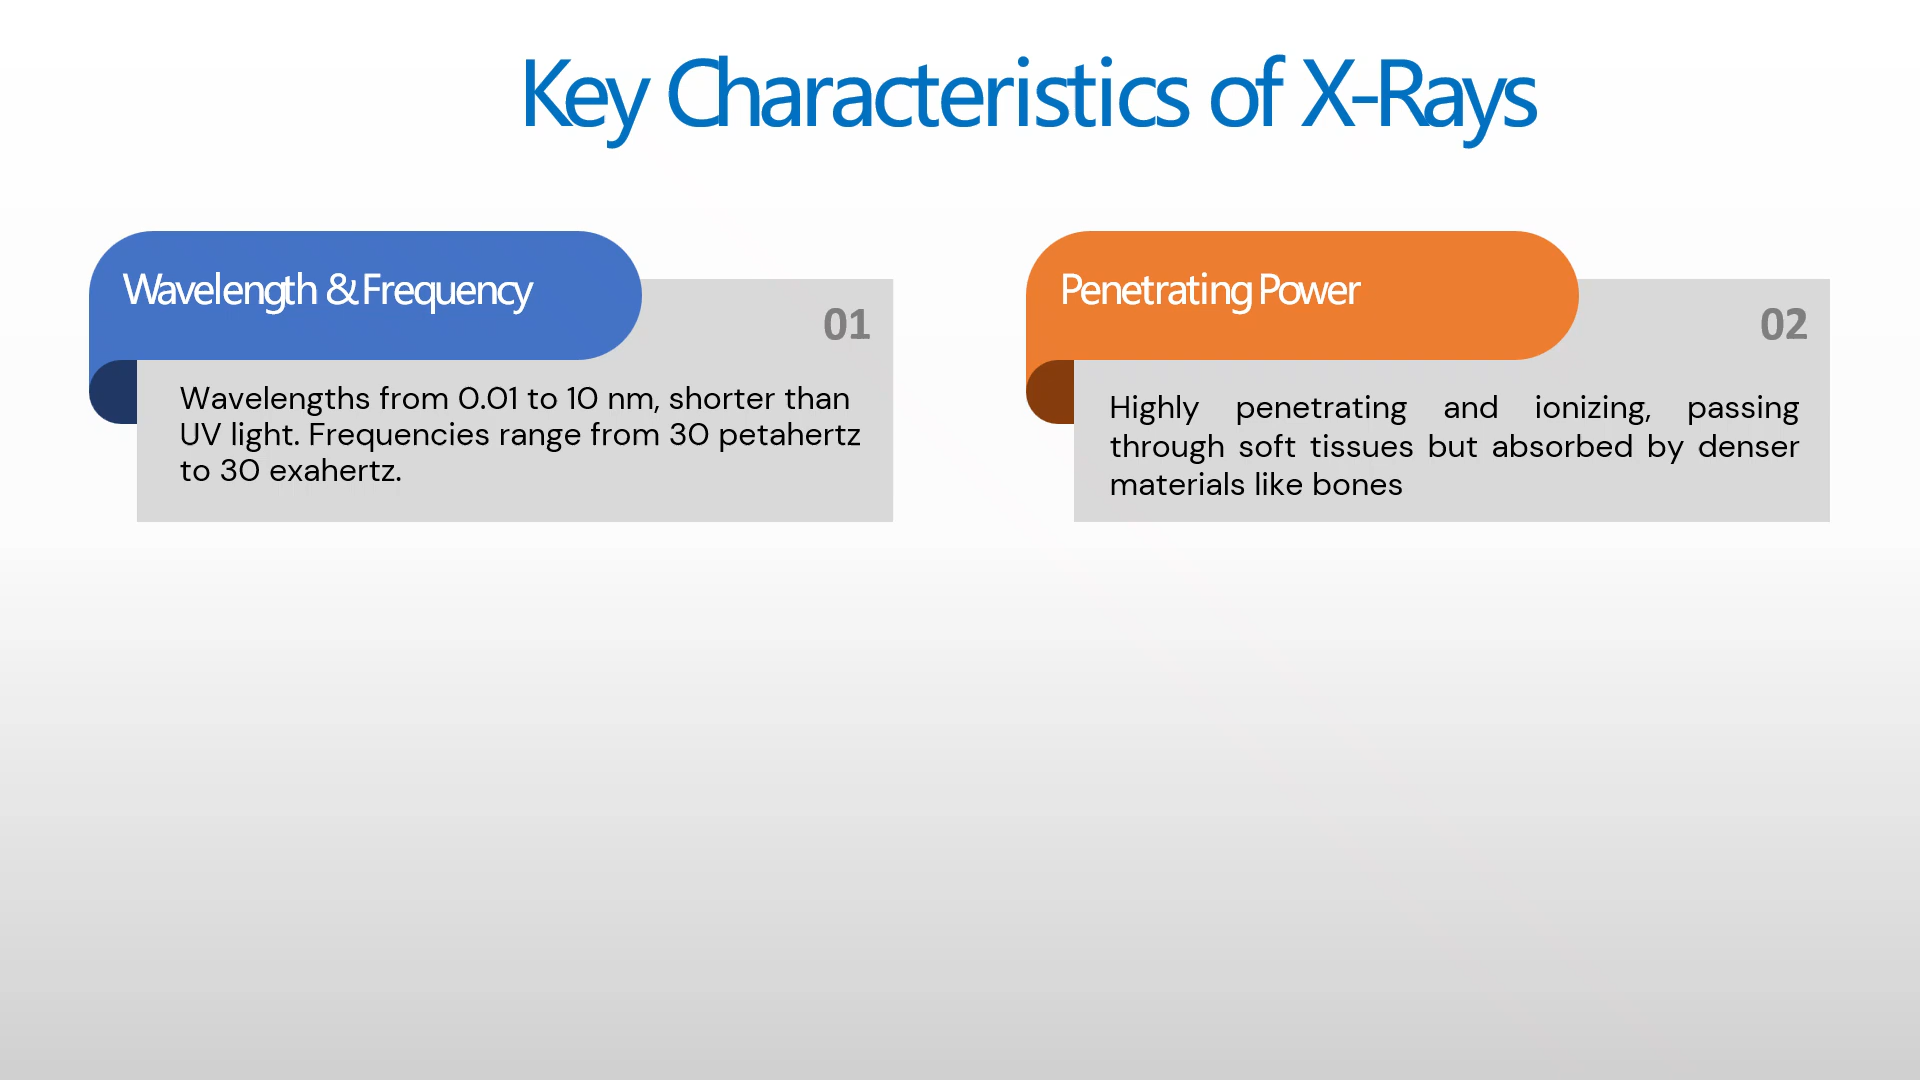 Key Characteristics of X-Rays
Wavelength & Frequency
01
Wavelengths from 0.01 to 10 nm, shorter than
UV light. Frequencies range from 30 petahertz
to 30 exahertz.
Penetrating Power
02
Highly penetrating and ionizing, passing
through soft tissues but absorbed by denser
materials like bones